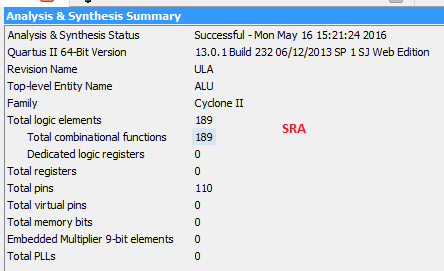 Analysis & Synthesis Summary
Analysis & Synthesis Status Successful - Mon May 16 15:21:24 2016
Quartus II 64-Bit Version 13.0.1 Build 232 06/12/2013 SP 1 SJ Web Edition
Revision Name ULA
Top-level Entity Name ALU
Family Cyclone II
Total logic elements 189
Total combinational functions 189 SRA
Dedicated logic registers 0
Total registers 0
Total pins 110
Total virtual pins 0
Total memory bits 0
Embedded Multiplier 9-bit elements 0
Total PLLs 0